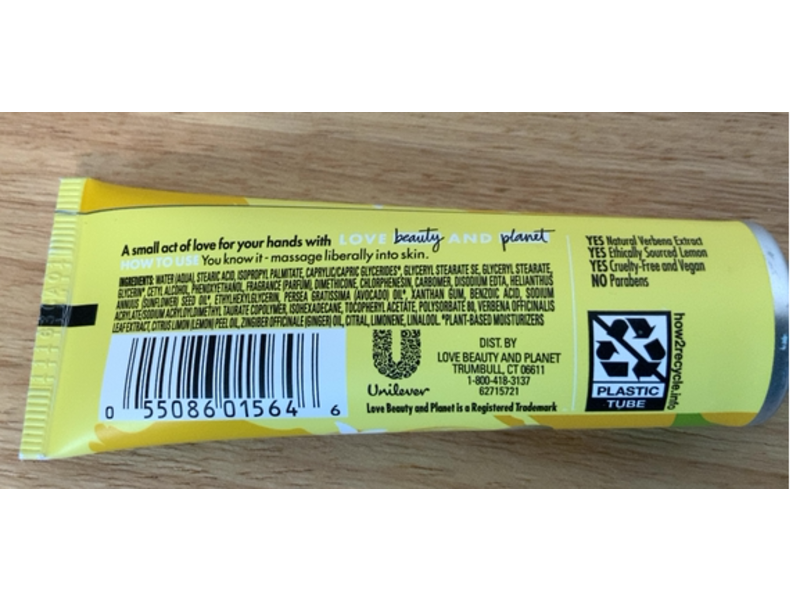 A small act of love for your hands with LOVE beauty AND planet
HOW TO USE You know it - massage liberally into skin.
INGREDIENTS: WATER (AQUA), STEARIC ACID, ISOPROPYL PALMITATE, CAPRYLIC/CAPRIC GLYCERIDES*, GLYCERYL STEARATE SE, GLYCERYL STEARATE,
GLYCERIN*, CETYL ALCOHOL, PHENOXYETHANOL, FRAGRANCE (PARFUM), DIMETHICONE, CHLORPHENESIN, CARBOMER, DISODIUM EDTA, HELIANTHUS
ANNUUS (SUNFLOWER) SEED OIL*, ETHYLHEXYLGLYCERIN, PERSEA GRATISSIMA (AVOCADO) OIL*, XANTHAN GUM, BENZOIC ACID, SODIUM
ACRYLATE/SODIUM ACRYLOYLDIMETHYL TAURATE COPOLYMER, ISOHEXADECANE, TOCOPHERYL ACETATE, POLYSORBATE 80, VERBENA OFFICINALIS
LEAF EXTRACT, CITRUS LIMON (LEMON) PEEL OIL, ZINGIBER OFFICINALE (GINGER) OIL, CITRAL, LIMONENE, LINALOOL. *PLANT-BASED MOISTURIZERS
0 55086 01564 6
Unilever
DIST. BY
LOVE BEAUTY AND PLANET
TRUMBULL, CT 06611
1-800-418-3137
62715721
Love Beauty and Planet is a Registered Trademark
YES Natural Verbena Extract
YES Ethically Sourced Lemon
YES Cruelty-Free and Vegan
NO Parabens
PLASTIC
TUBE
how2recycle.info